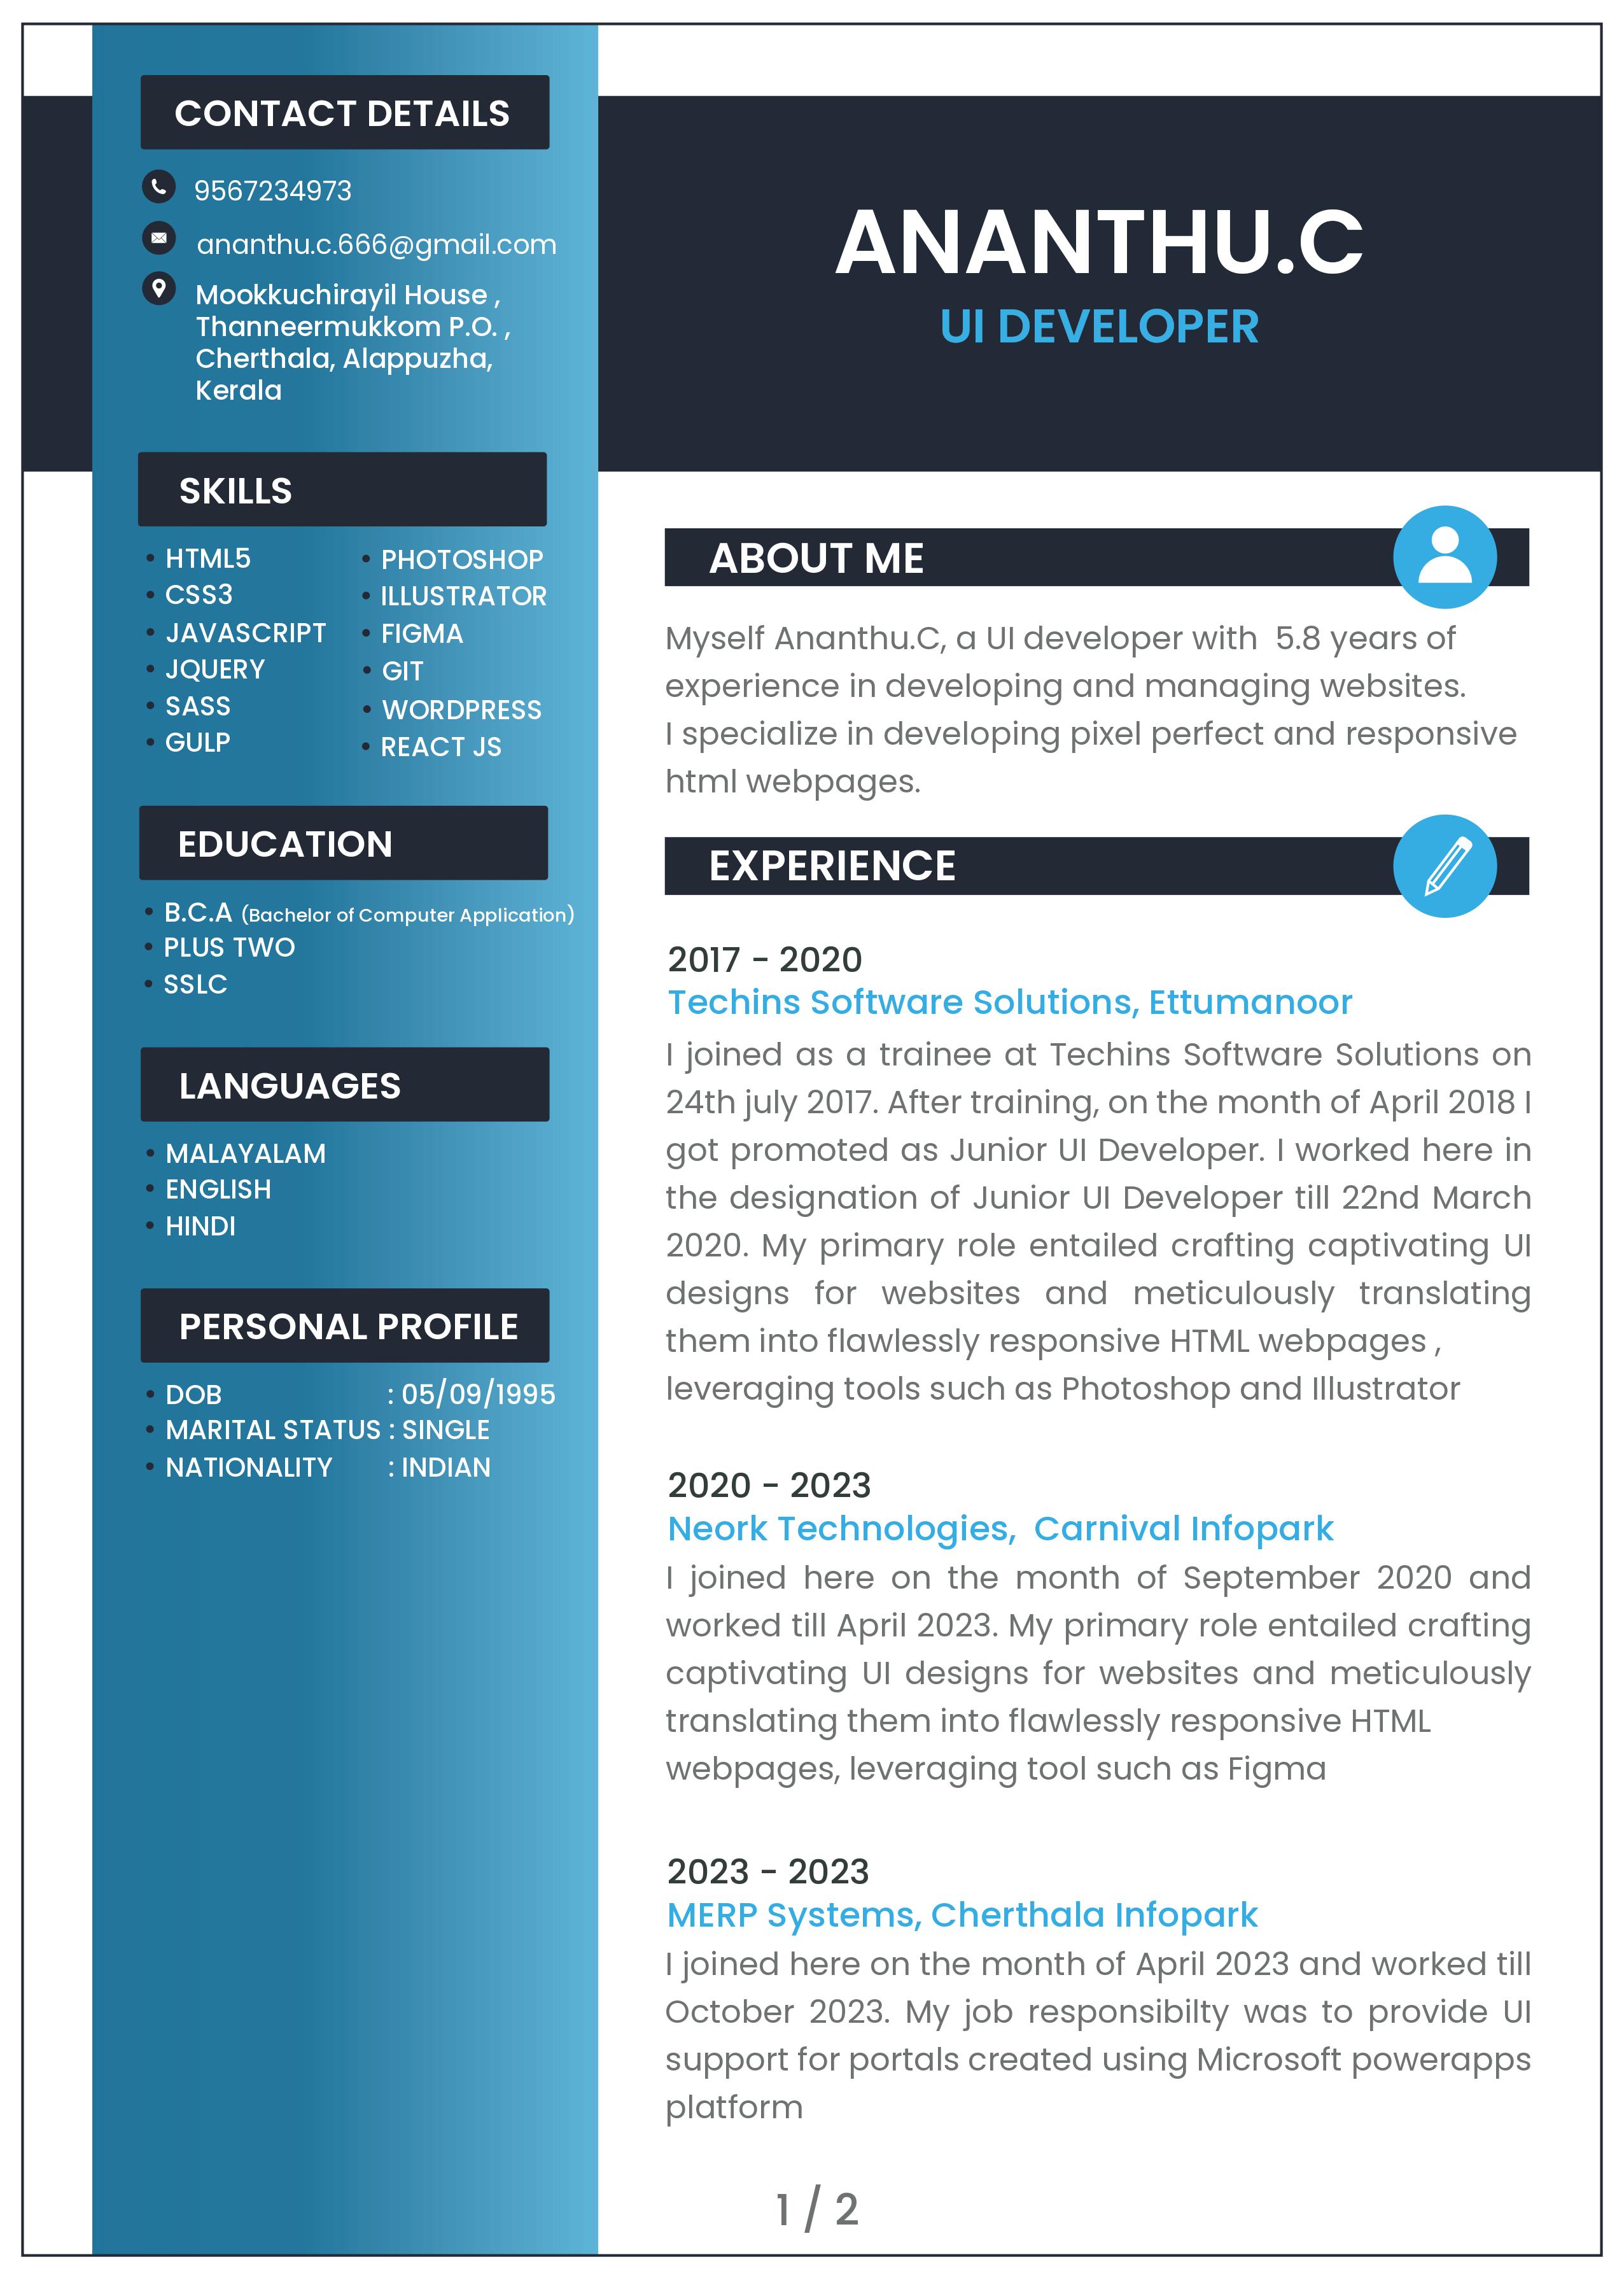 CONTACT DETAILS
9567234973
ananthu.c.666@gmail.com
Mookkuchirayil House ,
Thanneermukkom P.O. ,
Cherthala, Alappuzha,
Kerala
SKILLS
HTML5
CSS3
JAVASCRIPT
JQUERY
SASS
GULP
PHOTOSHOP
ILLUSTRATOR
FIGMA
GIT
WORDPRESS
REACT JS
EDUCATION
B.C.A (Bachelor of Computer Application)
PLUS TWO
SSLC
LANGUAGES
MALAYALAM
ENGLISH
HINDI
PERSONAL PROFILE
DOB : 05/09/1995
MARITAL STATUS : SINGLE
NATIONALITY : INDIAN
ANANTHU.C
UI DEVELOPER
ABOUT ME
Myself Ananthu.C, a UI developer with 5.8 years of
experience in developing and managing websites.
I specialize in developing pixel perfect and responsive
html webpages.
EXPERIENCE
2017 - 2020
Techins Software Solutions, Ettumanoor
I joined as a trainee at Techins Software Solutions on
24th july 2017. After training, on the month of April 2018 I
got promoted as Junior UI Developer. I worked here in
the designation of Junior UI Developer till 22nd March
2020. My primary role entailed crafting captivating UI
designs for websites and meticulously translating
them into flawlessly responsive HTML webpages ,
leveraging tools such as Photoshop and Illustrator
2020 - 2023
Neork Technologies, Carnival Infopark
I joined here on the month of September 2020 and
worked till April 2023. My primary role entailed crafting
captivating UI designs for websites and meticulously
translating them into flawlessly responsive HTML
webpages, leveraging tool such as Figma
2023 - 2023
MERP Systems, Cherthala Infopark
I joined here on the month of April 2023 and worked till
October 2023. My job responsibilty was to provide UI
support for portals created using Microsoft powerapps
platform
1 / 2